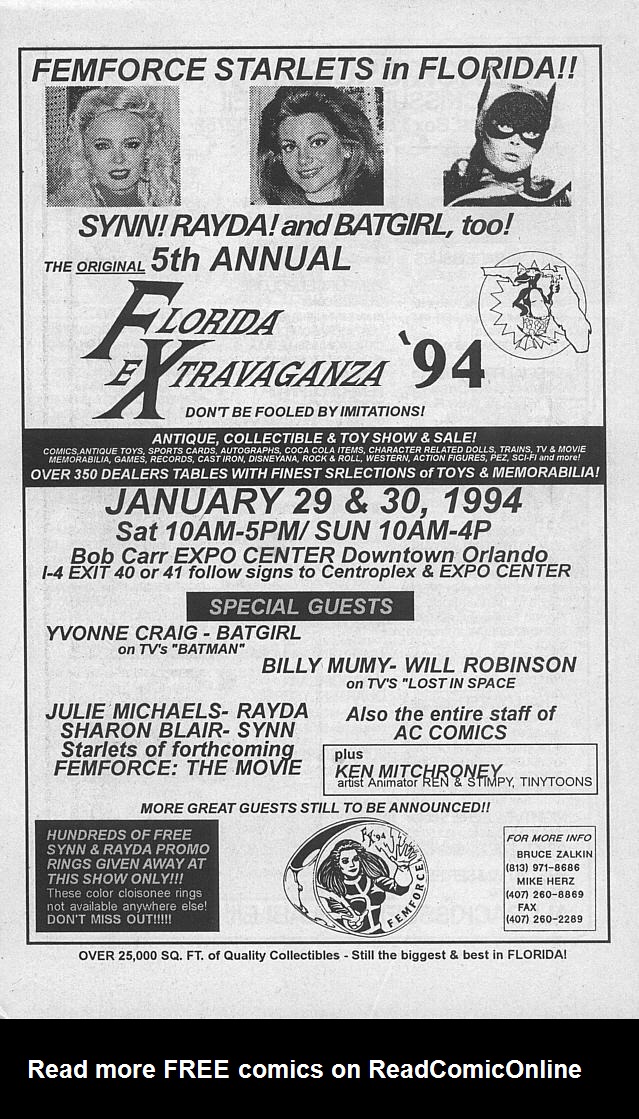 FEMFORCE STARLETS in FLORIDA!!
SYNN! RAYDA! and BATGIRL, too!
THE ORIGINAL 5th ANNUAL
FLORIDA
EXTRAVAGANZA '94
DON'T BE FOOLED BY IMITATIONS!
ANTIQUE, COLLECTIBLE & TOY SHOW & SALE!
COMICS,ANTIQUE TOYS, SPORTS CARDS, AUTOGRAPHS, COCA COLA ITEMS, CHARACTER RELATED DOLLS, TRAINS, TV & MOVIE
MEMORABILIA, GAMES, RECORDS, CAST IRON, DISNEYANA, ROCK & ROLL, WESTERN, ACTION FIGURES, PEZ, SCI-FI and more!
OVER 350 DEALERS TABLES WITH FINEST SRLECTIONS of TOYS & MEMORABILIA!
JANUARY 29 & 30, 1994
Sat 10AM-5PM/ SUN 10AM-4P
Bob Carr EXPO CENTER Downtown Orlando
I-4 EXIT 40 or 41 follow signs to Centroplex & EXPO CENTER
SPECIAL GUESTS
YVONNE CRAIG - BATGIRL
on TV's "BATMAN"
BILLY MUMY- WILL ROBINSON
on TV'S "LOST IN SPACE
JULIE MICHAELS- RAYDA
SHARON BLAIR- SYNN
Starlets of forthcoming
FEMFORCE: THE MOVIE
Also the entire staff of
AC COMICS
plus
KEN MITCHRONEY
artist Animator REN & STIMPY, TINYTOONS
MORE GREAT GUESTS STILL TO BE ANNOUNCED!!
HUNDREDS OF FREE
SYNN & RAYDA PROMO
RINGS GIVEN AWAY AT
THIS SHOW ONLY!!!
These color cloisonee rings
not available anywhere else!
DON'T MISS OUT!!!!!
FX '94
FEMFORCE
FOR MORE INFO
BRUCE ZALKIN
(813) 971-8686
MIKE HERZ
(407) 260-8869
FAX
(407) 260-2289
OVER 25,000 SQ. FT. of Quality Collectibles - Still the biggest & best in FLORIDA!
Read more FREE comics on ReadComicOnline